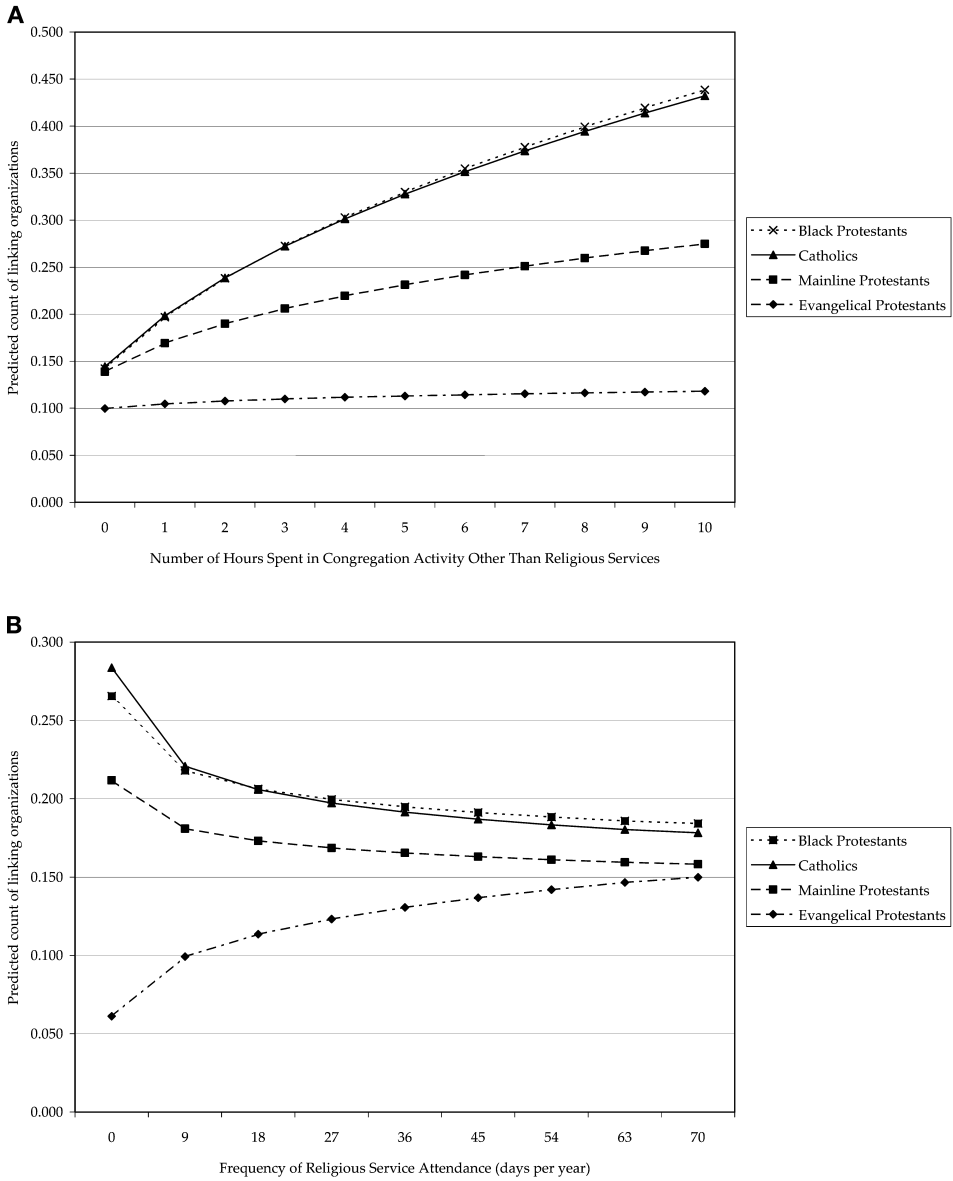 A
0.500
0.450
0.400
0.350
0.300
0.250
0.200
0.150
0.100
0.050
0.000
Predicted count of linking organizations
0 1 2 3 4 5 6 7 8 9 10
Number of Hours Spent in Congregation Activity Other Than Religious Services
Black Protestants
Catholics
Mainline Protestants
Evangelical Protestants
B
0.300
0.250
0.200
0.150
0.100
0.050
0.000
Predicted count of linking organizations
0 9 18 27 36 45 54 63 70
Frequency of Religious Service Attendance (days per year)
Black Protestants
Catholics
Mainline Protestants
Evangelical Protestants